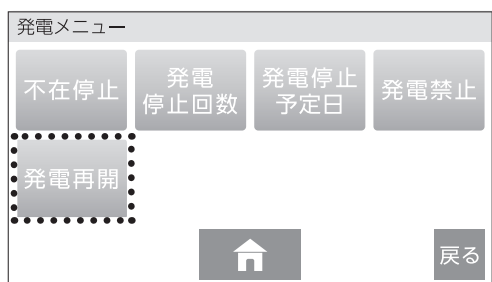 発電メニュー
不在停止
発電
停止回数
発電停止
予定日
発電禁止
発電再開
戻る